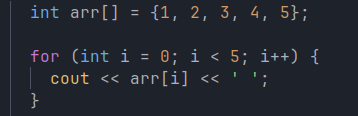 int arr[] = {1, 2, 3, 4, 5};
for (int i = 0; i < 5; i++) {
cout << arr[i] << ' ';
}